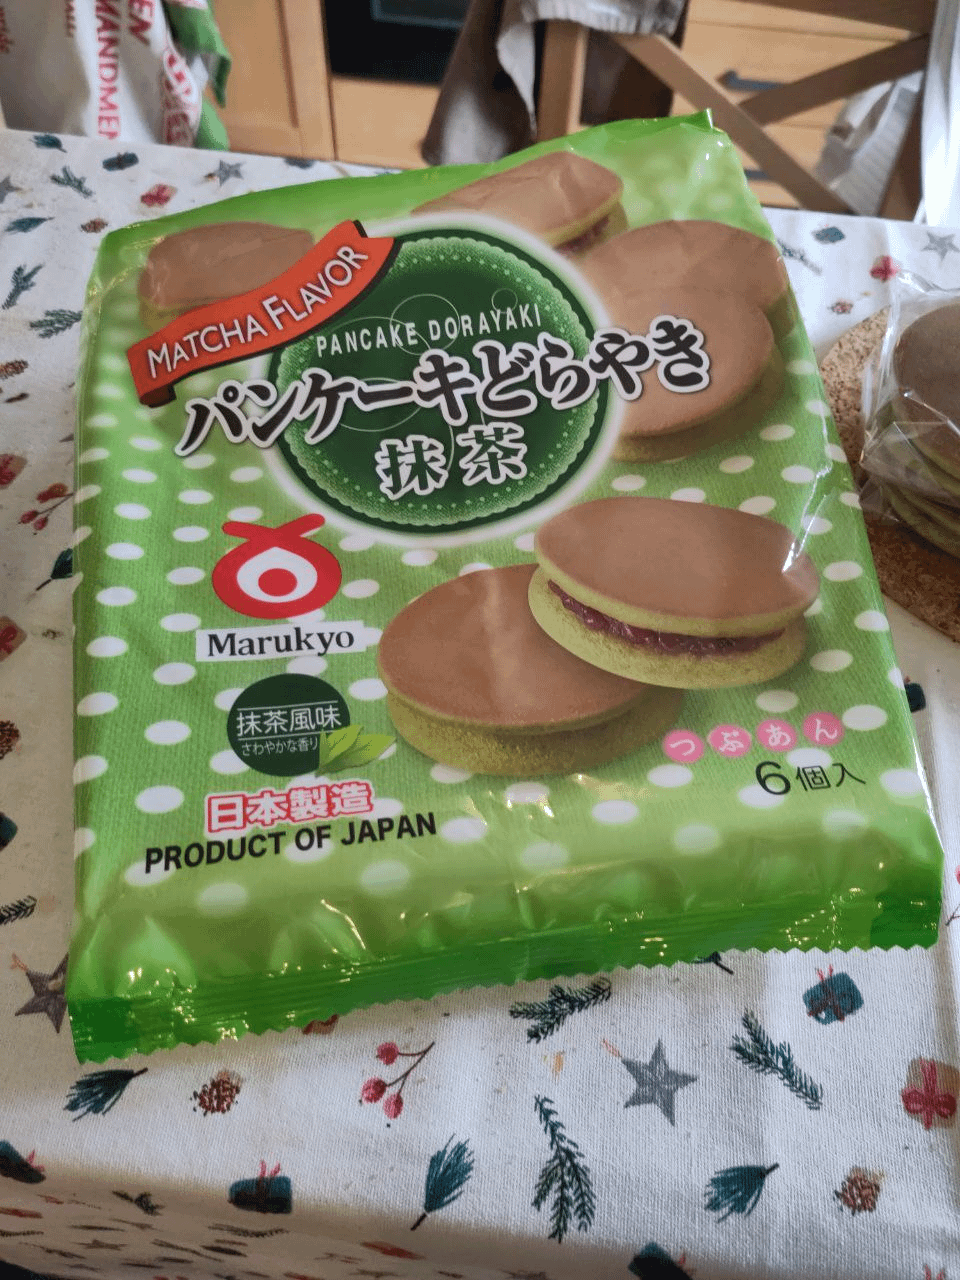 MATCHA FLAVOR
PANCAKE DORAYAKI
パンケーキどらやき
抹茶
Marukyo
抹茶風味
さわやかな香り
つぶあん
6個入
日本製造
PRODUCT OF JAPAN